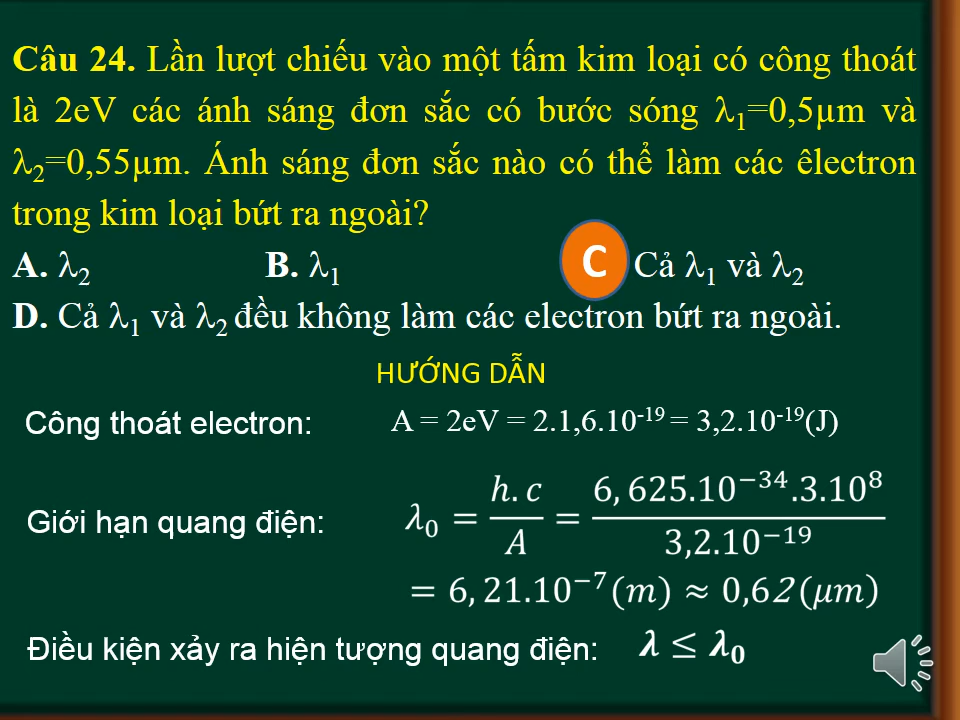 Câu 24. Lần lượt chiếu vào một tấm kim loại có công thoát
là 2eV các ánh sáng đơn sắc có bước sóng λ₁=0,5µm và
λ₂=0,55µm. Ánh sáng đơn sắc nào có thể làm các êlectron
trong kim loại bứt ra ngoài?
A. λ₂ B. λ₁ C Cả λ₁ và λ₂
D. Cả λ₁ và λ₂ đều không làm các electron bứt ra ngoài.
HƯỚNG DẪN
Công thoát electron: A = 2eV = 2.1,6.10⁻¹⁹ = 3,2.10⁻¹⁹(J)
Giới hạn quang điện: λ₀ = h.c/A = 6,625.10⁻³⁴.3.10⁸/3,2.10⁻¹⁹
= 6,21.10⁻⁷(m) ≈ 0,62(µm)
Điều kiện xảy ra hiện tượng quang điện: λ ≤ λ₀